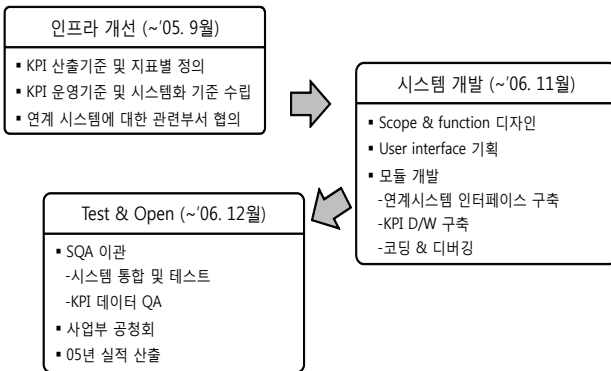 인프라 개선 (~'05. 9월)
▪ KPI 산출기준 및 지표별 정의
▪ KPI 운영기준 및 시스템화 기준 수립
▪ 연계 시스템에 대한 관련부서 협의
시스템 개발 (~'06. 11월)
▪ Scope & function 디자인
▪ User interface 기획
▪ 모듈 개발
-연계시스템 인터페이스 구축
-KPI D/W 구축
-코딩 & 디버깅
Test & Open (~'06. 12월)
▪ SQA 이관
-시스템 통합 및 테스트
-KPI 데이터 QA
▪ 사업부 공청회
▪ 05년 실적 산출